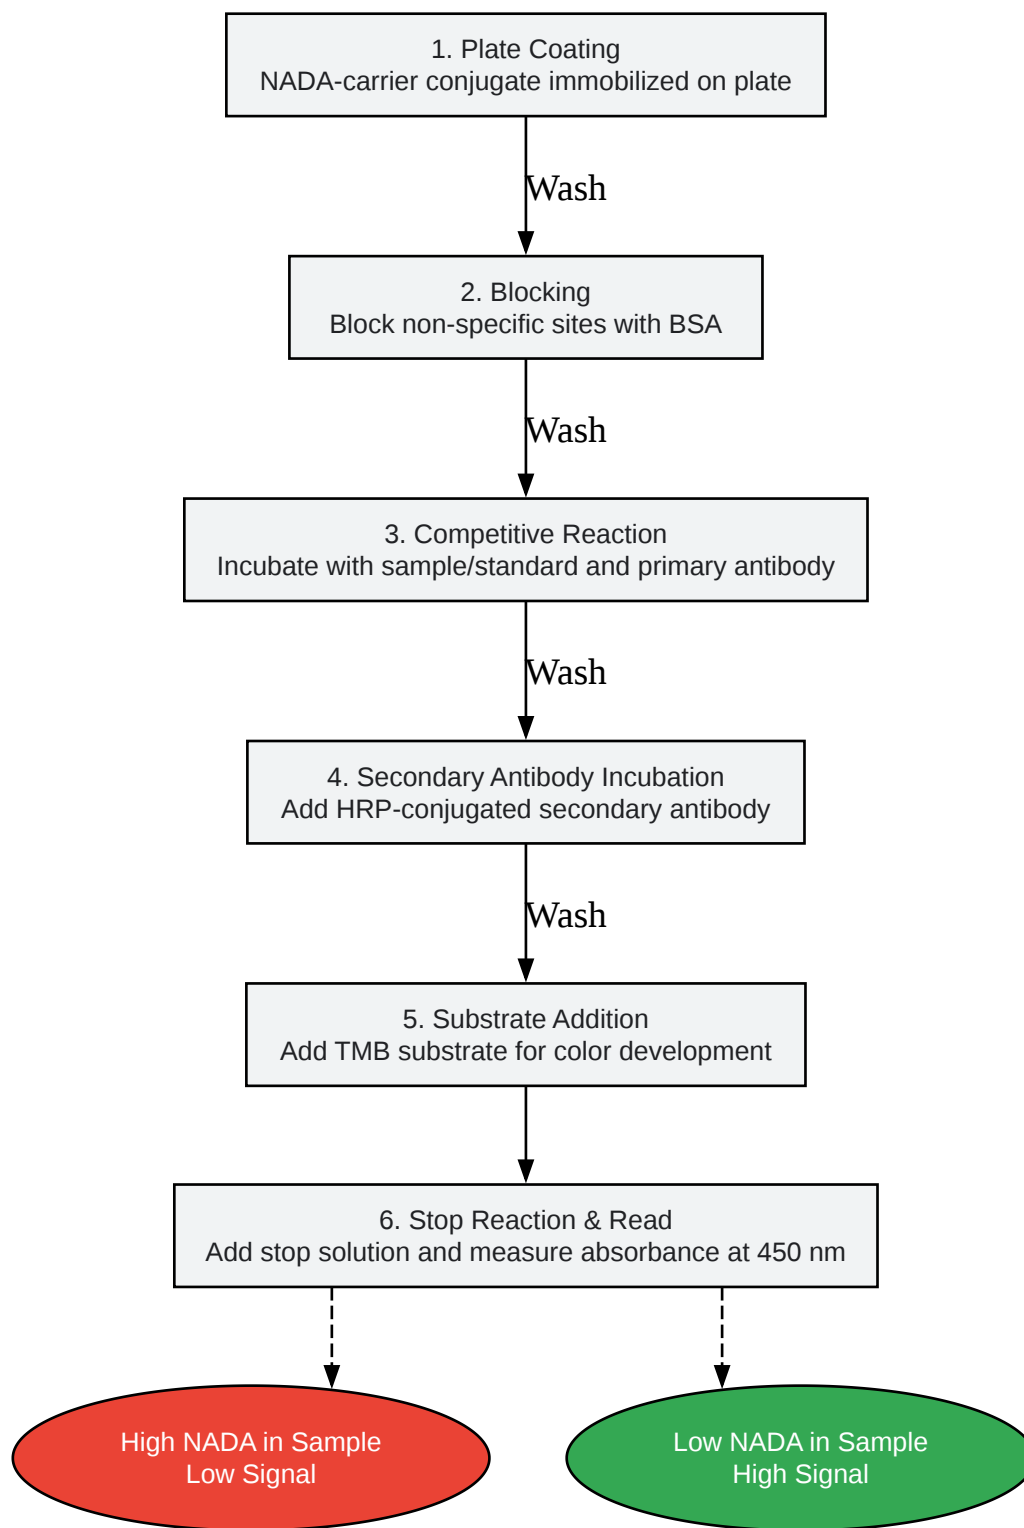 1. Plate Coating
NADA-carrier conjugate immobilized on plate
Wash
2. Blocking
Block non-specific sites with BSA
Wash
3. Competitive Reaction
Incubate with sample/standard and primary antibody
Wash
4. Secondary Antibody Incubation
Add HRP-conjugated secondary antibody
Wash
5. Substrate Addition
Add TMB substrate for color development
6. Stop Reaction & Read
Add stop solution and measure absorbance at 450 nm
High NADA in Sample
Low Signal
Low NADA in Sample
High Signal